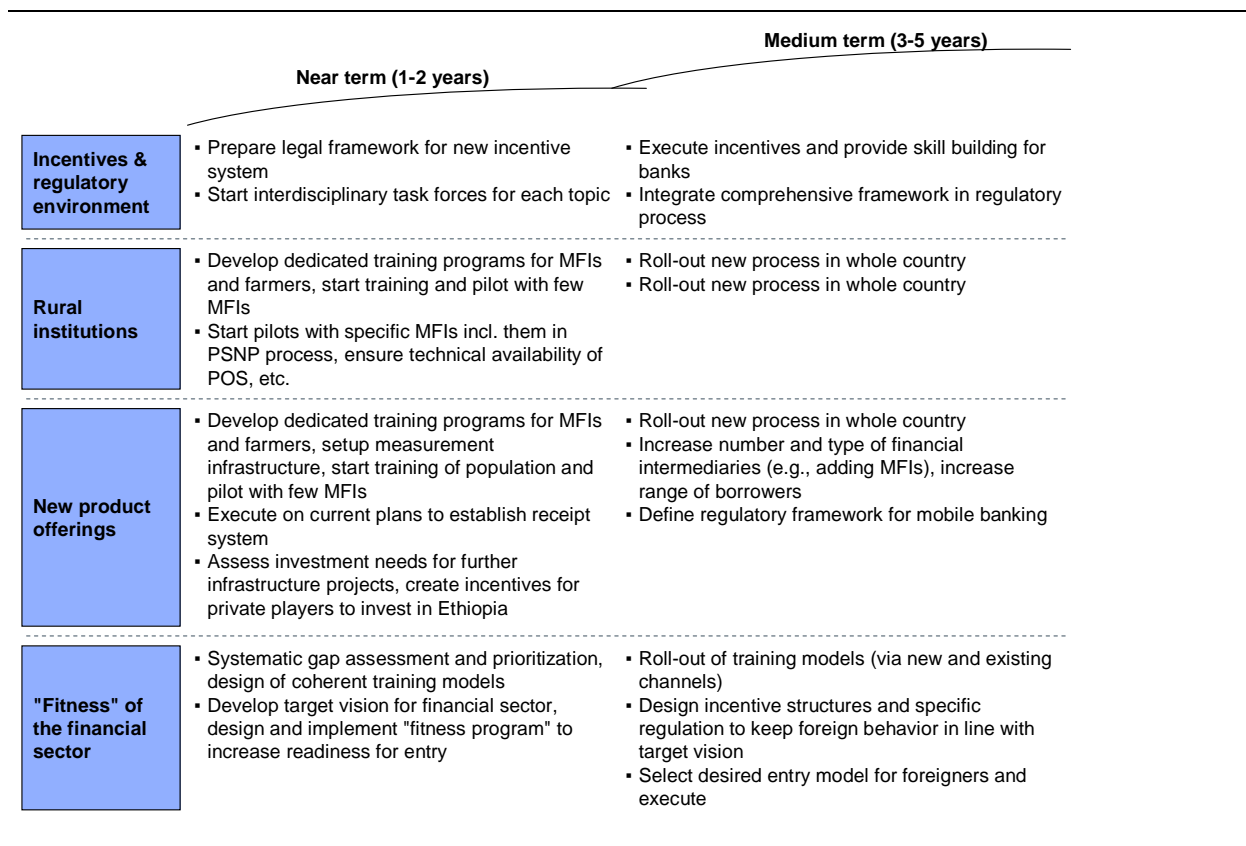 Medium term (3-5 years)
Near term (1-2 years)
Incentives &
regulatory
environment
▪ Prepare legal framework for new incentive
system
▪ Start interdisciplinary task forces for each topic
▪ Execute incentives and provide skill building for
banks
▪ Integrate comprehensive framework in regulatory
process
Rural
institutions
▪ Develop dedicated training programs for MFIs
and farmers, start training and pilot with few
MFIs
▪ Start pilots with specific MFIs incl. them in
PSNP process, ensure technical availability of
POS, etc.
▪ Roll-out new process in whole country
▪ Roll-out new process in whole country
New product
offerings
▪ Develop dedicated training programs for MFIs
and farmers, setup measurement
infrastructure, start training of population and
pilot with few MFIs
▪ Execute on current plans to establish receipt
system
▪ Assess investment needs for further
infrastructure projects, create incentives for
private players to invest in Ethiopia
▪ Roll-out new process in whole country
▪ Increase number and type of financial
intermediaries (e.g., adding MFIs), increase
range of borrowers
▪ Define regulatory framework for mobile banking
"Fitness" of
the financial
sector
▪ Systematic gap assessment and prioritization,
design of coherent training models
▪ Develop target vision for financial sector,
design and implement "fitness program" to
increase readiness for entry
▪ Roll-out of training models (via new and existing
channels)
▪ Design incentive structures and specific
regulation to keep foreign behavior in line with
target vision
▪ Select desired entry model for foreigners and
execute